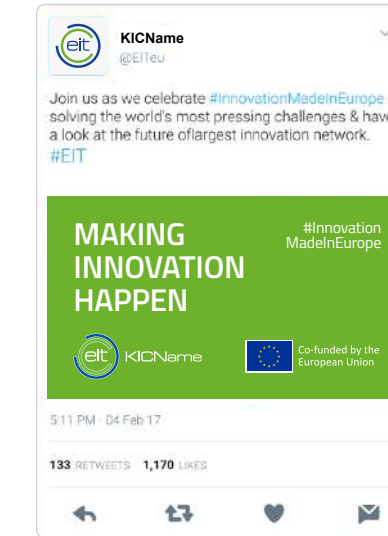 eit
KICName
@EITeu
Join us as we celebrate #InnovationMadeInEurope
solving the world's most pressing challenges & have
a look at the future oflargest innovation network.
#EIT
MAKING
INNOVATION
HAPPEN
#Innovation
MadeInEurope
eit KICName
Co-funded by the
European Union
5:11 PM - 04 Feb 17
133 RETWEETS 1,170 LIKES